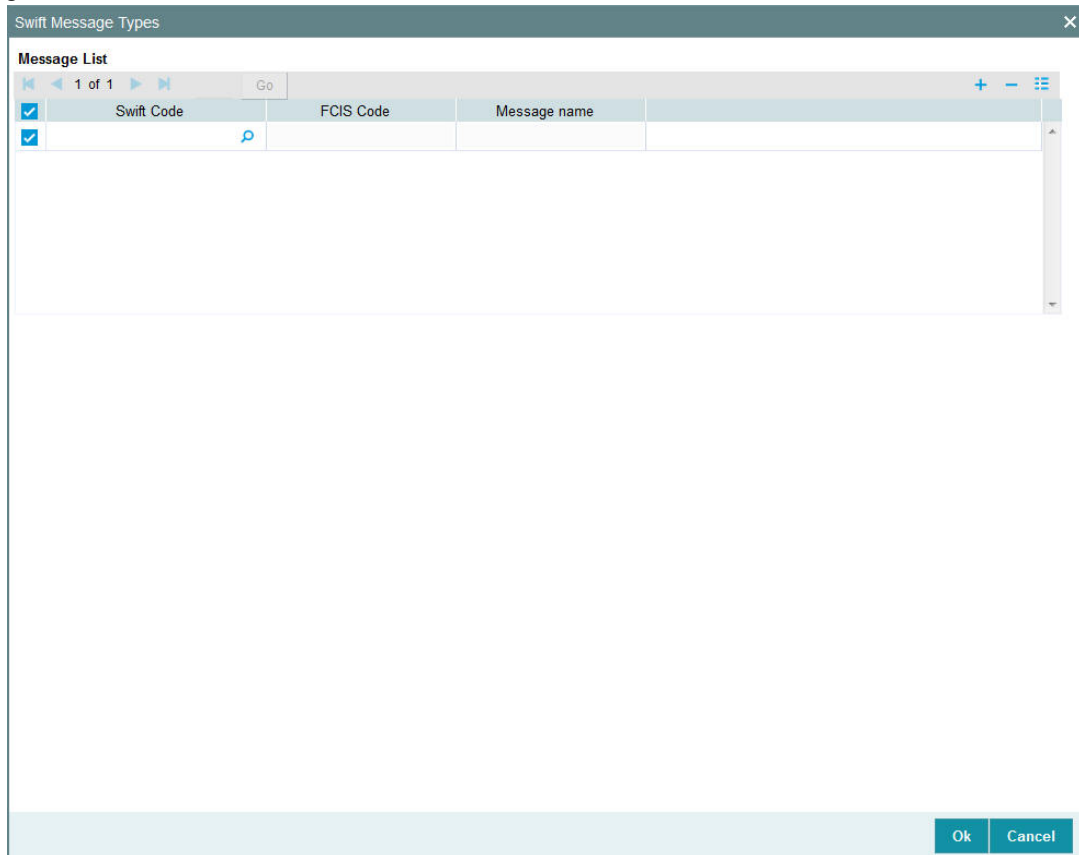 Swift Message Types
Message List
1 of 1 Go
Swift Code FCIS Code Message name
Ok Cancel